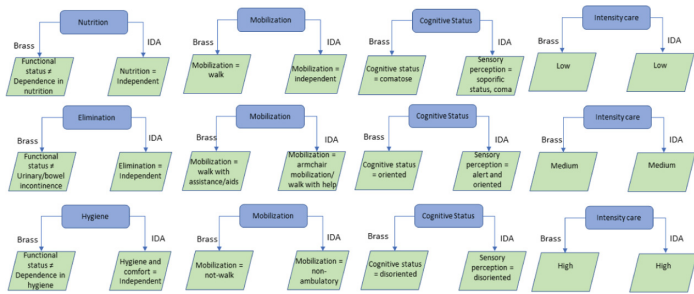 Nutrition
Brass
IDA
Functional
status ≠
Dependence in
nutrition
Nutrition =
Independent
Mobilization
Brass
IDA
Mobilization =
walk
Mobilization =
independent
Cognitive Status
Brass
IDA
Cognitive status
= comatose
Sensory
perception =
soporific
status, coma
Intensity care
Brass
IDA
Low
Low
Elimination
Brass
IDA
Functional
status ≠
Urinary/bowel
incontinence
Elimination =
Independent
Mobilization
Brass
IDA
Mobilization =
walk with
assistance/aids
Mobilization =
armchair
mobilization/
walk with help
Cognitive Status
Brass
IDA
Cognitive status
= oriented
Sensory
perception =
alert and
oriented
Intensity care
Brass
IDA
Medium
Medium
Hygiene
Brass
IDA
Functional
status ≠
Dependence in
hygiene
Hygiene and
comfort =
Independent
Mobilization
Brass
IDA
Mobilization
= not-walk
Mobilization =
non-
ambulatory
Cognitive Status
Brass
IDA
Cognitive status
= disoriented
Sensory
perception =
disoriented
Intensity care
Brass
IDA
High
High